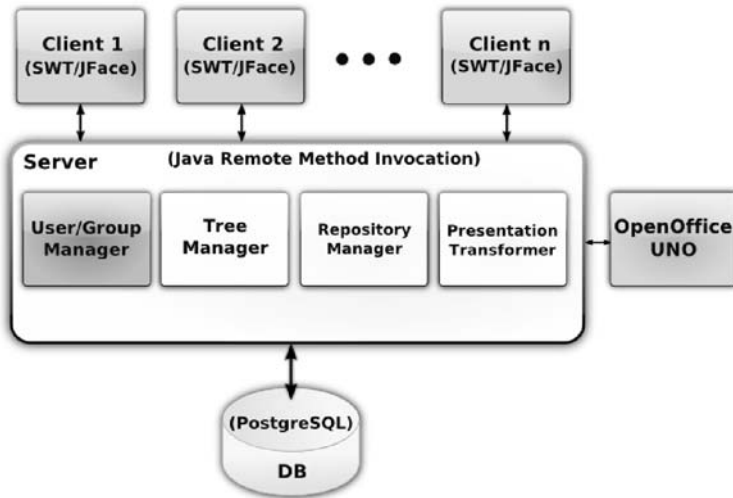 Client 1
(SWT/JFace)
Client 2
(SWT/JFace)
Client n
(SWT/JFace)
Server
(Java Remote Method Invocation)
User/Group
Manager
Tree
Manager
Repository
Manager
Presentation
Transformer
OpenOffice
UNO
(PostgreSQL)
DB